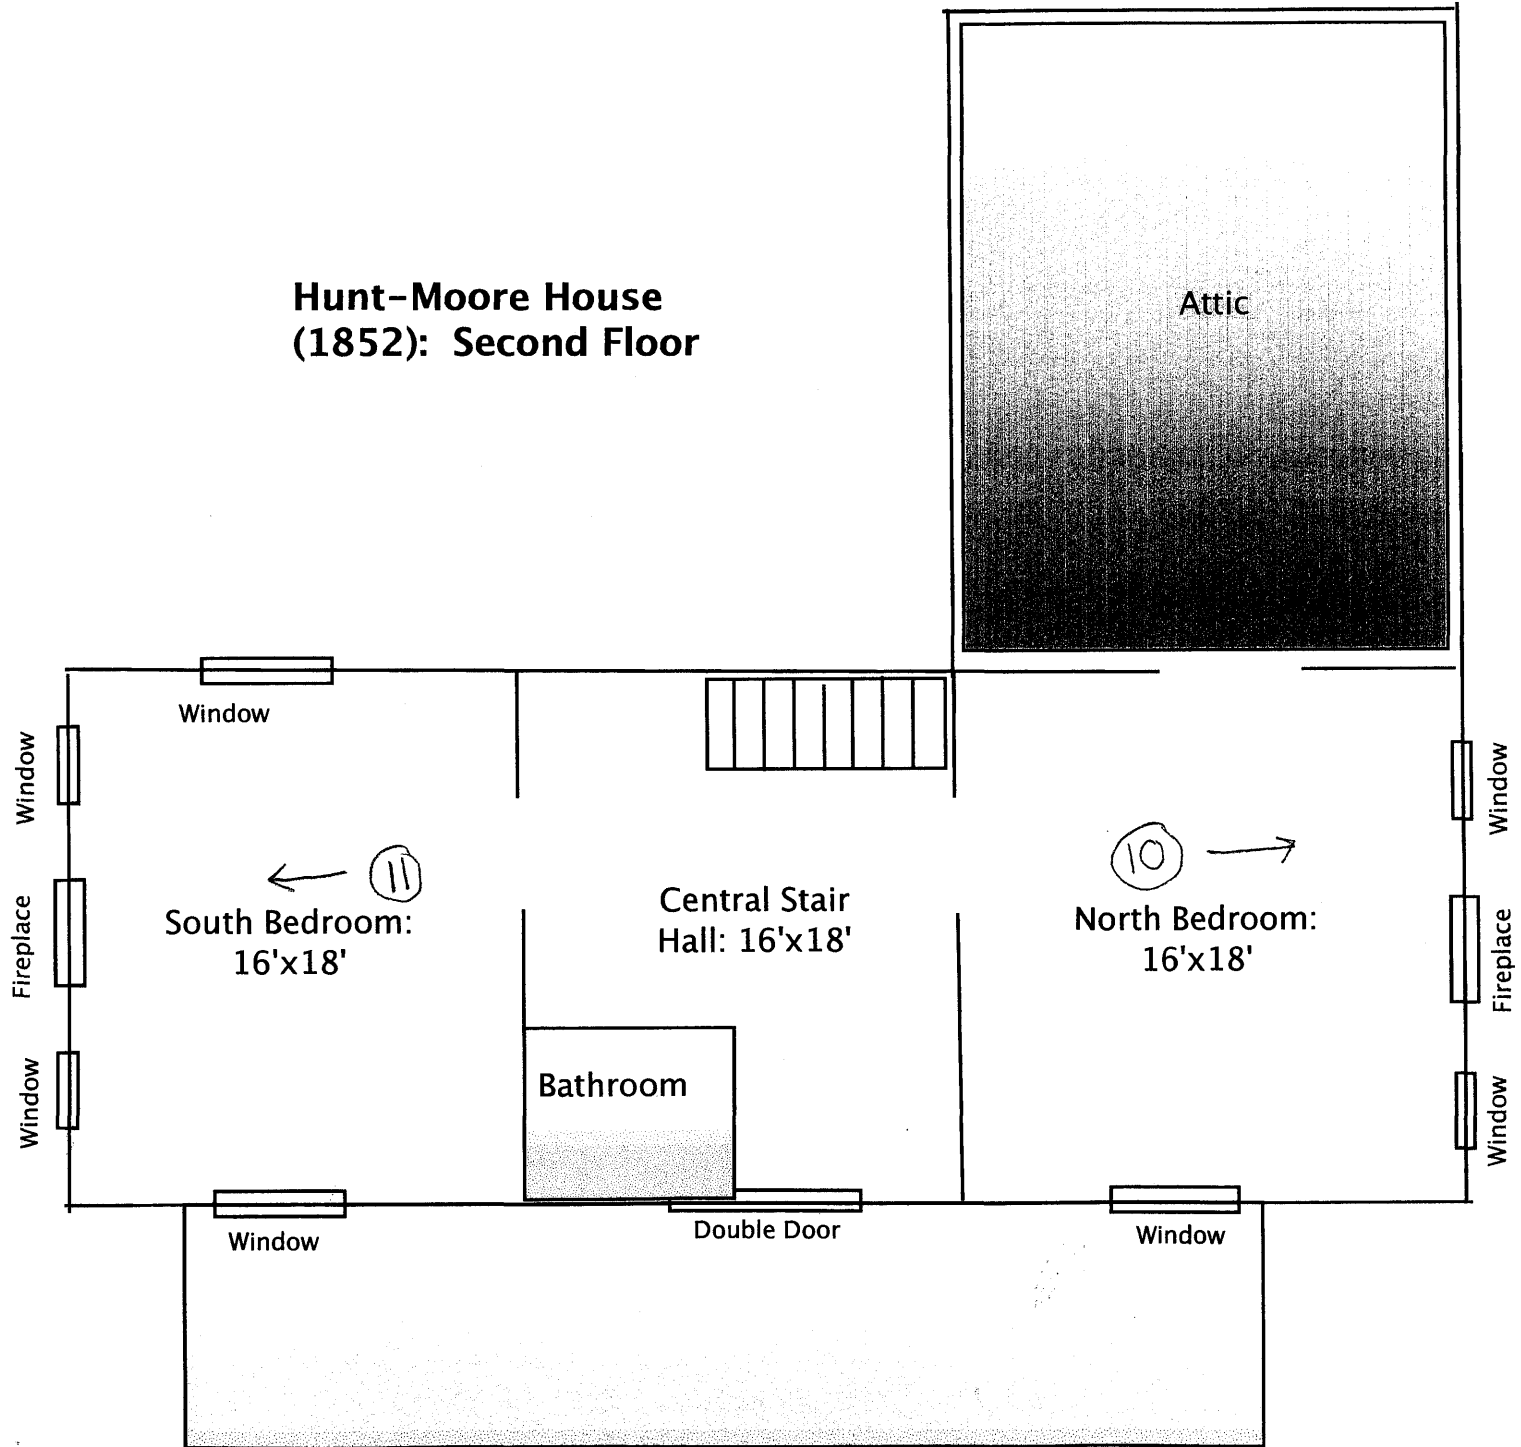 Hunt-Moore House
(1852): Second Floor
Attic
Window
Window
Window
11
10
South Bedroom:
16'x18'
Central Stair
Hall: 16'x18'
North Bedroom:
16'x18'
Fireplace
Fireplace
Bathroom
Window
Window
Window
Double Door
Window